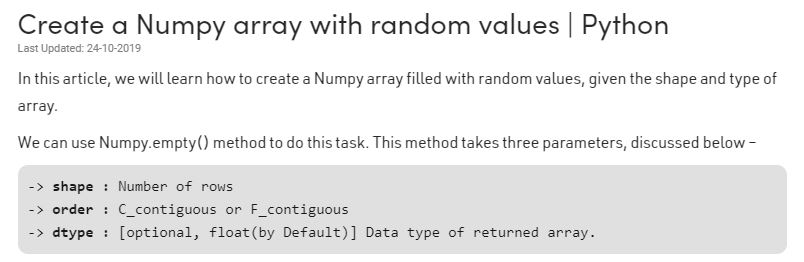 Create a Numpy array with random values | Python
Last Updated: 24-10-2019
In this article, we will learn how to create a Numpy array filled with random values, given the shape and type of
array.
We can use Numpy.empty() method to do this task. This method takes three parameters, discussed below –
-> shape : Number of rows
-> order : C_contiguous or F_contiguous
-> dtype : [optional, float(by Default)] Data type of returned array.